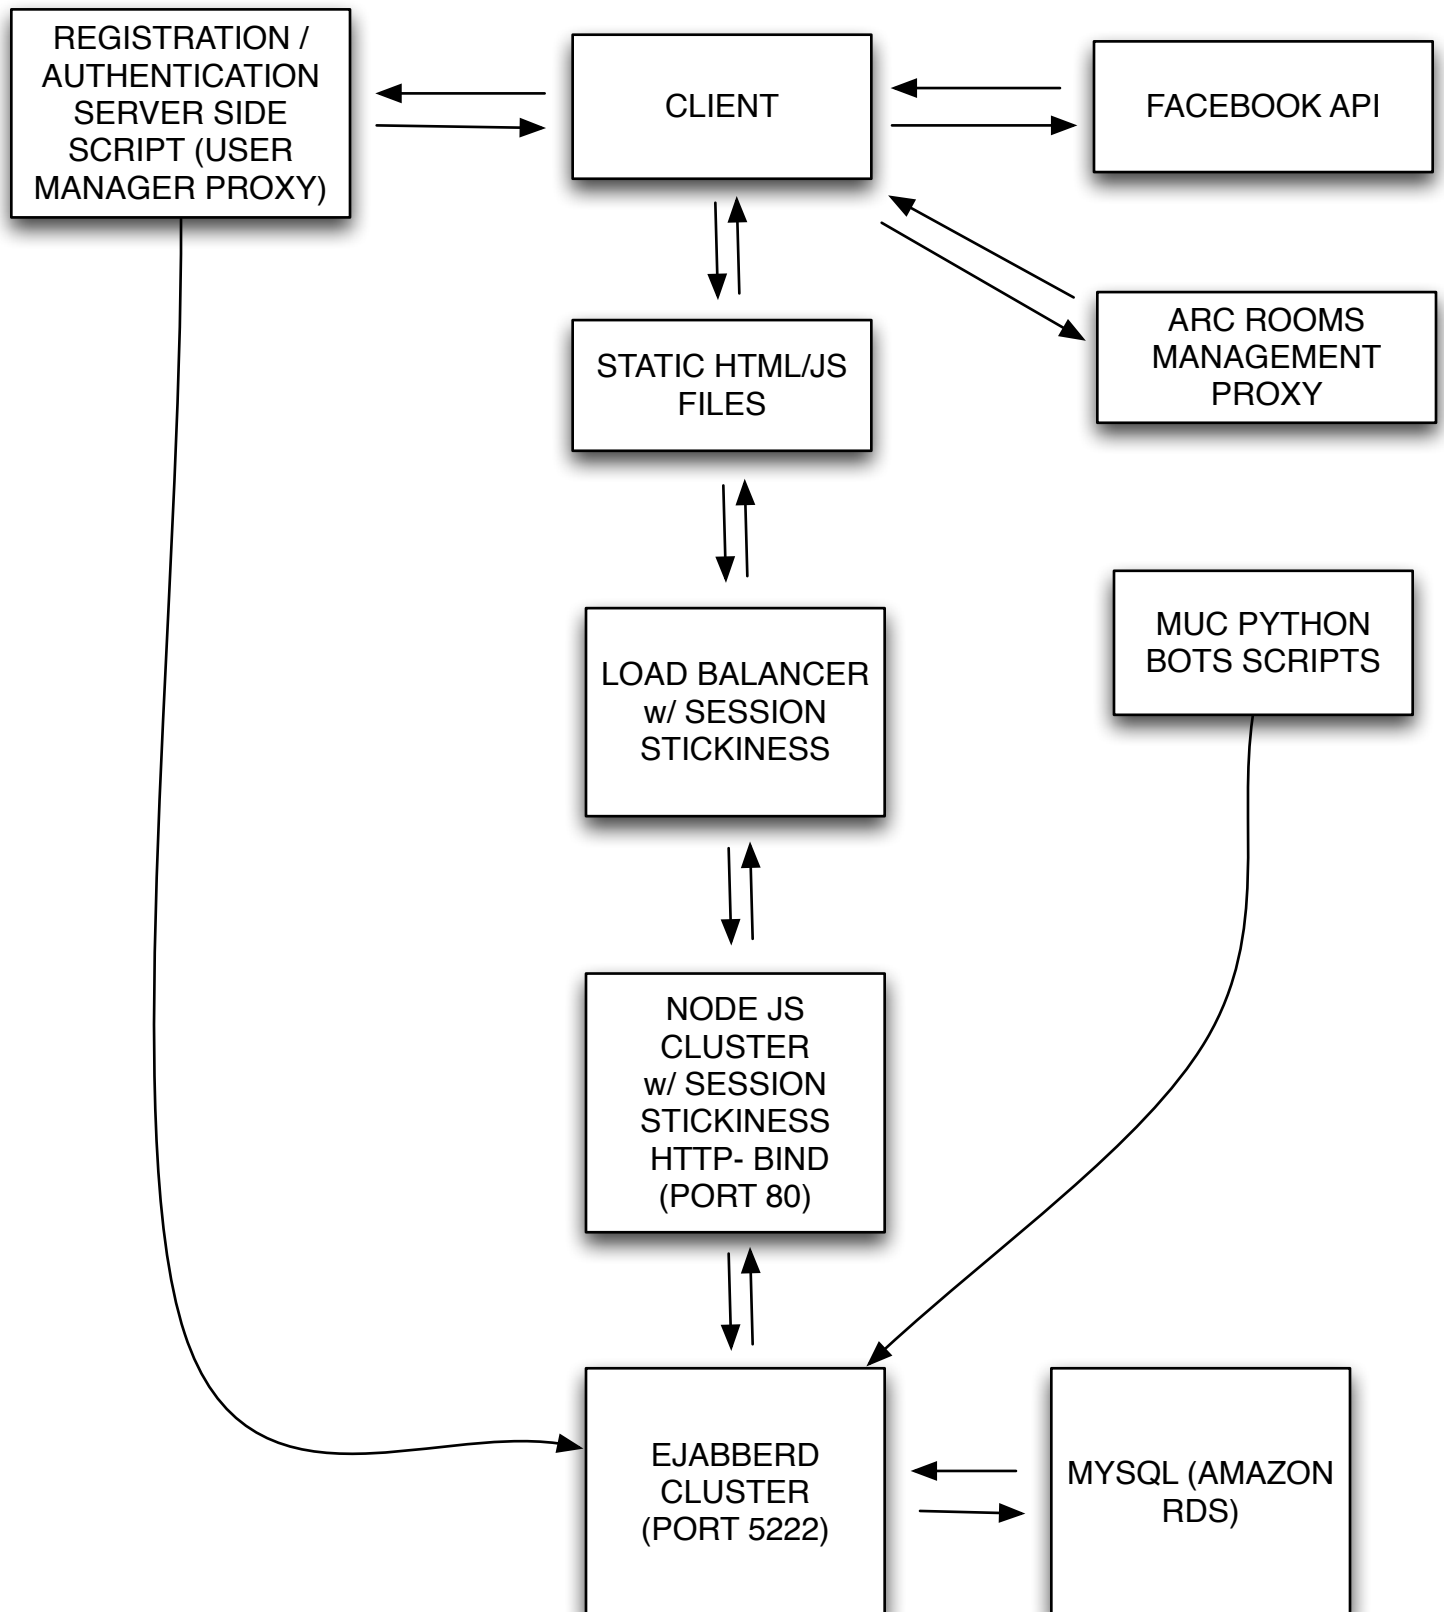 REGISTRATION /
AUTHENTICATION
SERVER SIDE
SCRIPT (USER
MANAGER PROXY)
CLIENT
FACEBOOK API
STATIC HTML/JS
FILES
ARC ROOMS
MANAGEMENT
PROXY
LOAD BALANCER
w/ SESSION
STICKINESS
MUC PYTHON
BOTS SCRIPTS
NODE JS
CLUSTER
w/ SESSION
STICKINESS
HTTP- BIND
(PORT 80)
EJABBERD
CLUSTER
(PORT 5222)
MYSQL (AMAZON
RDS)